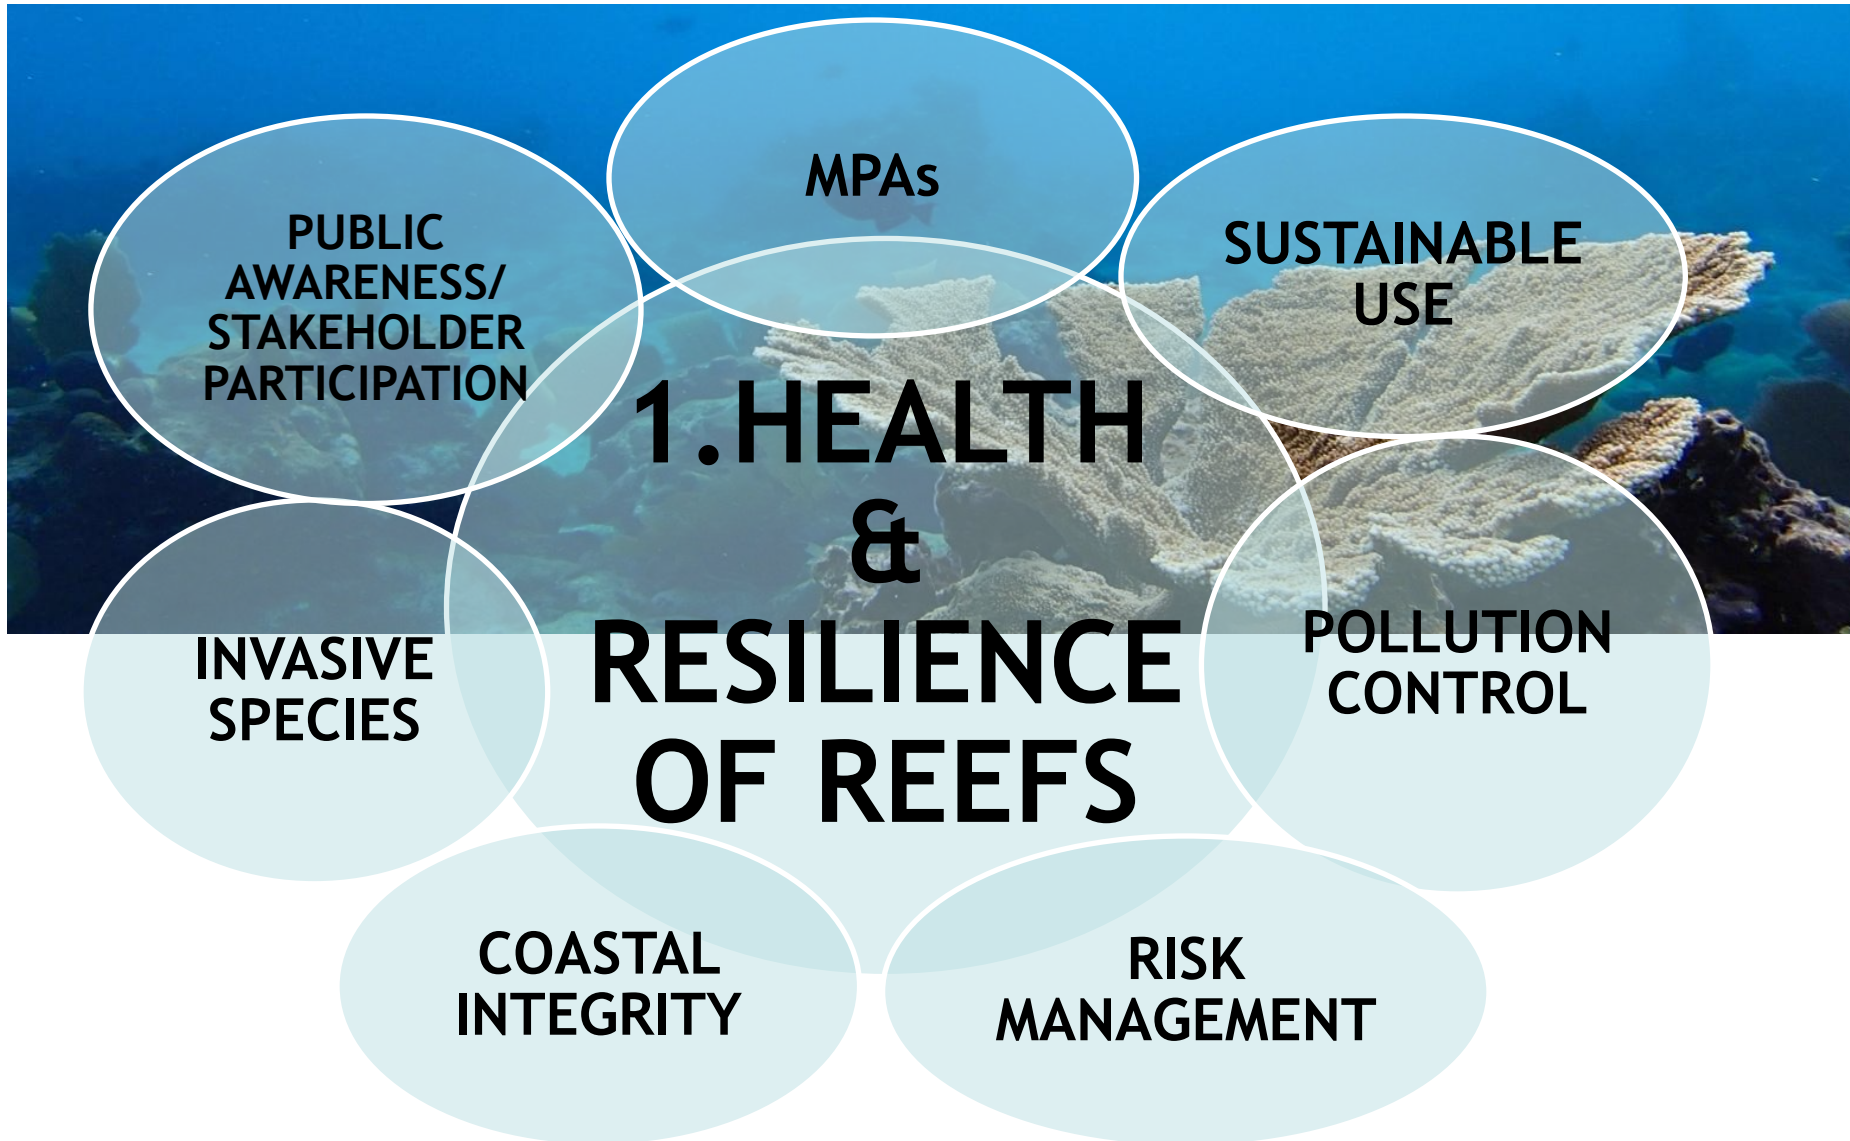 MPAs
SUSTAINABLE
USE
POLLUTION
CONTROL
RISK
MANAGEMENT
COASTAL
INTEGRITY
INVASIVE
SPECIES
PUBLIC
AWARENESS/
STAKEHOLDER
PARTICIPATION
1.HEALTH
&
RESILIENCE
OF REEFS